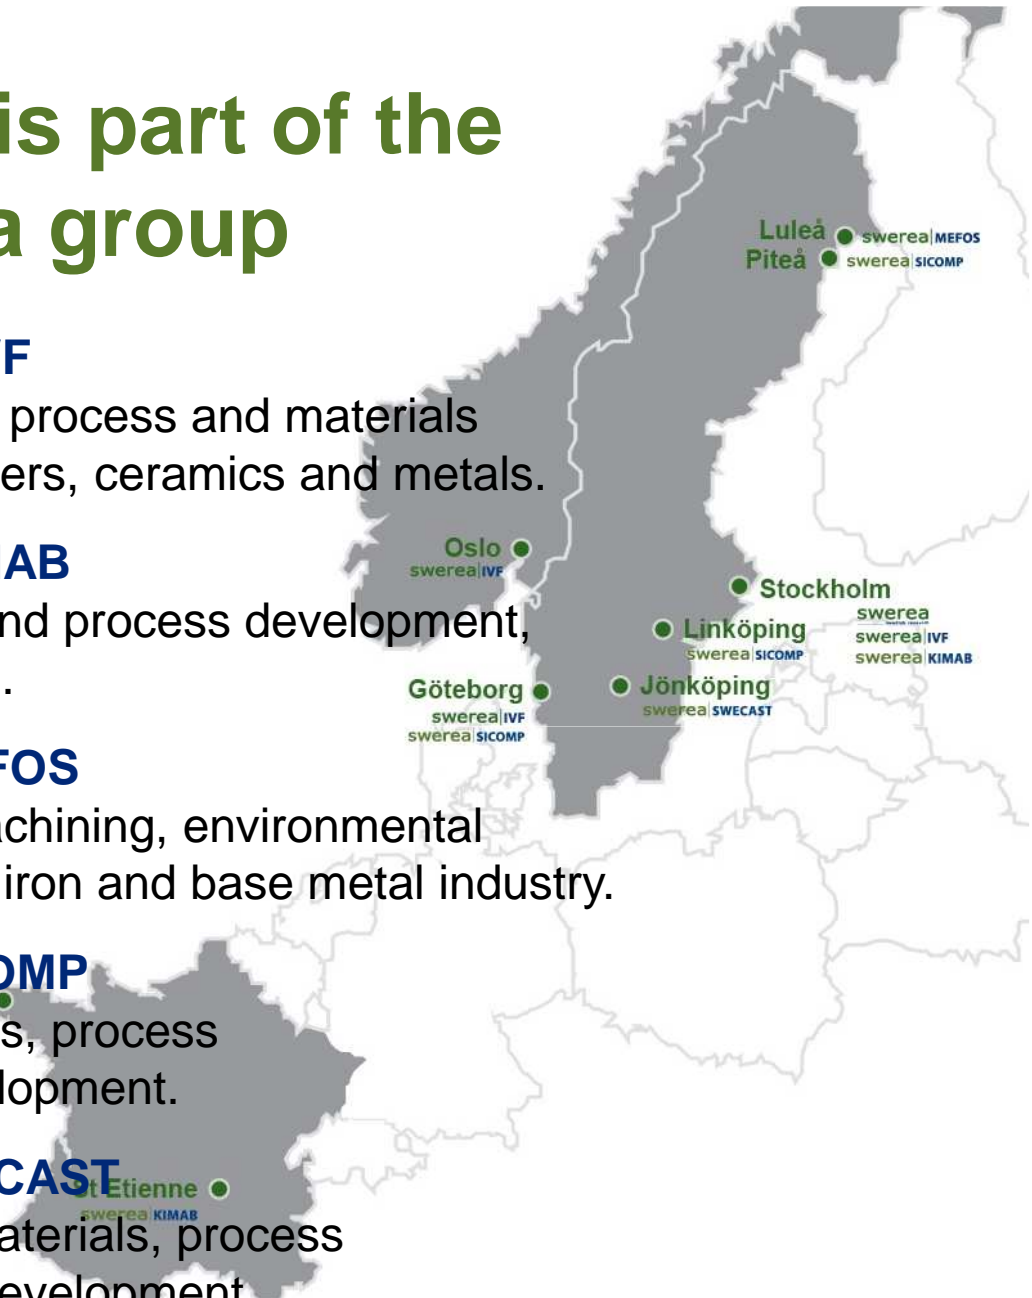 is part of the
a group
F
process and materials
ers, ceramics and metals.
MAB
nd process development,
.
FOS
achining, environmental
iron and base metal industry.
OMP
s, process
lopment.
CAST
aterials, process
evelopment
Luleå swerea|MEFOS
Piteå swerea|SICOMP
Oslo
swerea|IVF
Stockholm
swerea
swerea|IVF
swerea|KIMAB
Linköping
swerea|SICOMP
Göteborg
swerea|IVF
swerea|SICOMP
Jönköping
swerea|SWECAST
St Etienne
swerea|KIMAB